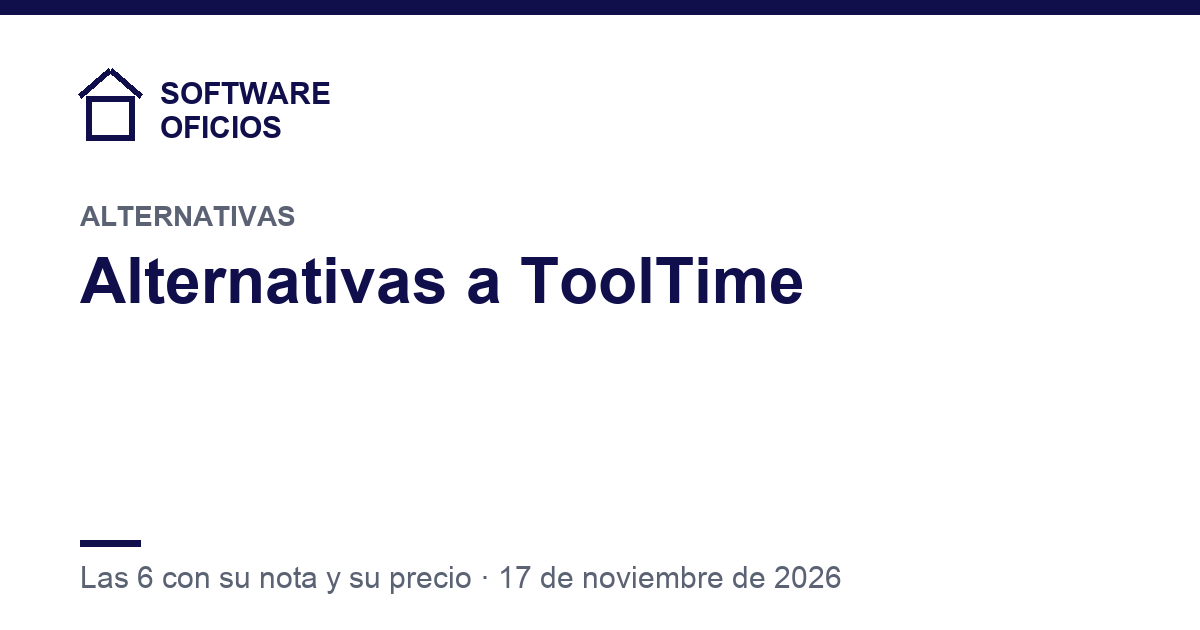 SOFTWARE
OFICIOS
ALTERNATIVAS
Alternativas a ToolTime
Las 6 con su nota y su precio · 17 de noviembre de 2026